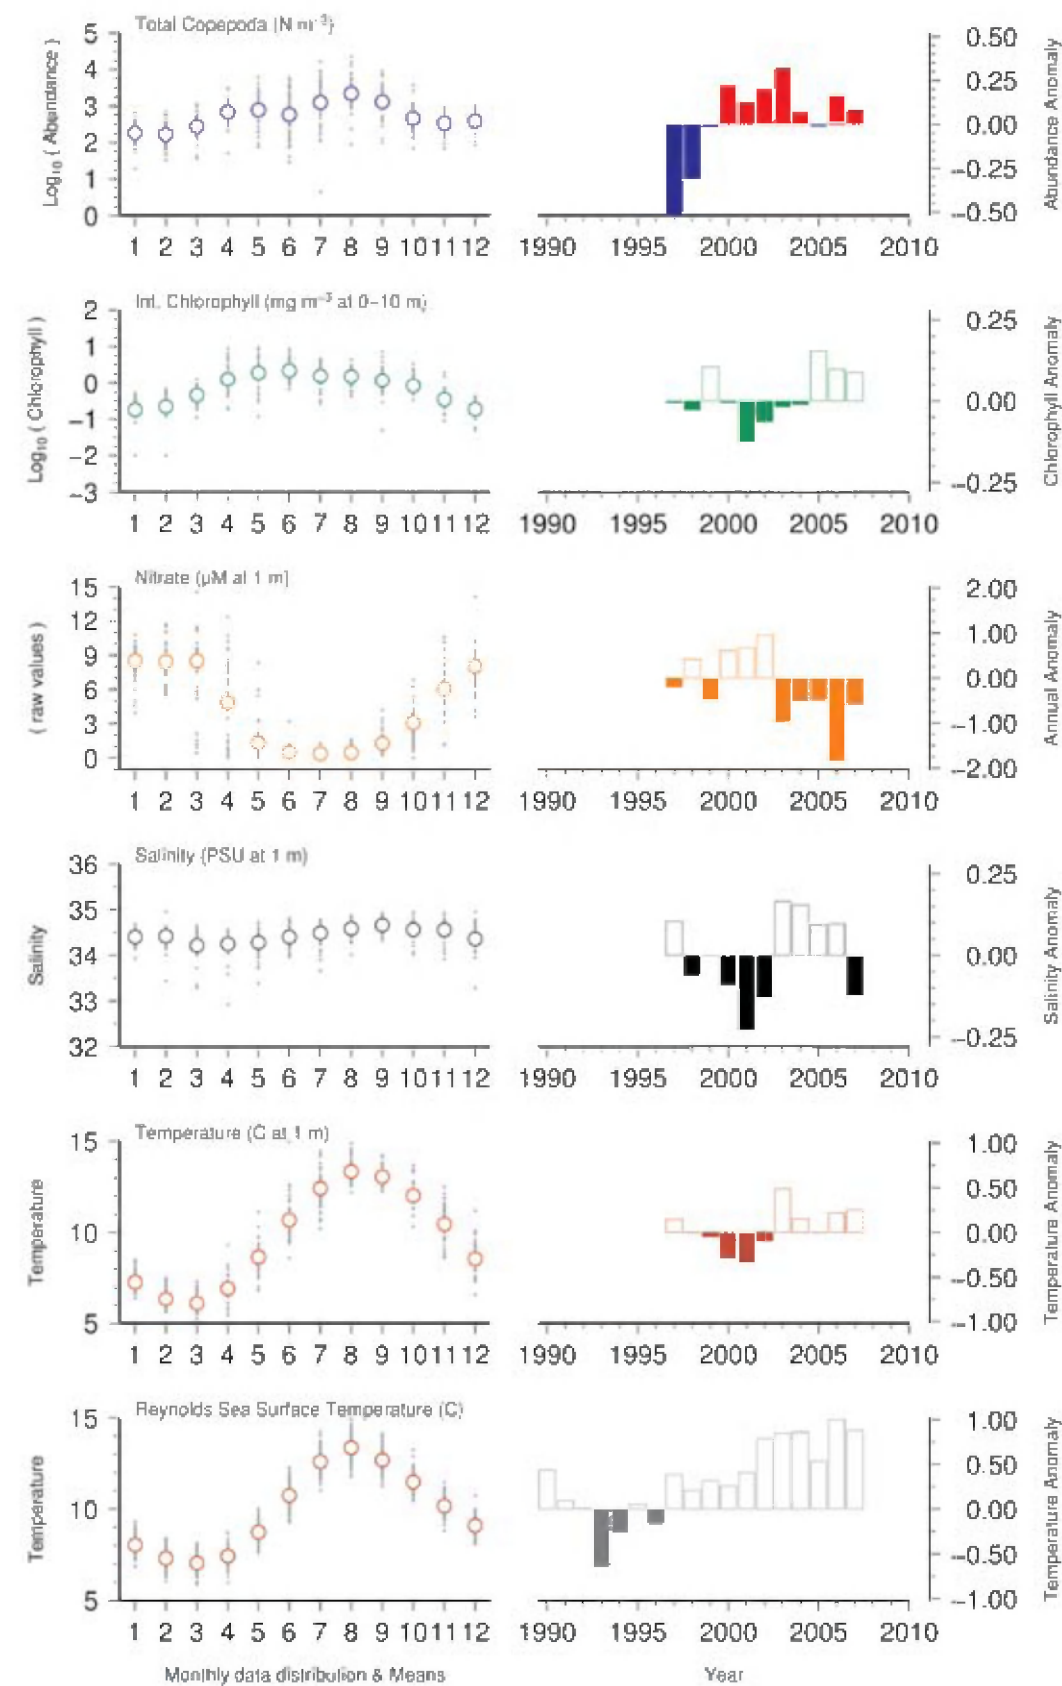 Total Copepoda (N m⁻³)
Log₁₀ ( Abundance )
5
4
3
2
1
0
1 2 3 4 5 6 7 8 9 10 11 12
0.50
0.25
0.00
−0.25
−0.50
Abundance Anomaly
1990 1995 2000 2005 2010
Int. Chlorophyll (mg m⁻³ at 0−10 m)
Log₁₀ ( Chlorophyll )
2
1
0
−1
−2
−3
1 2 3 4 5 6 7 8 9 10 11 12
0.25
0.00
−0.25
Chlorophyll Anomaly
1990 1995 2000 2005 2010
Nitrate (µM at 1 m)
( raw values )
15
12
9
6
3
0
1 2 3 4 5 6 7 8 9 10 11 12
2.00
1.00
0.00
−1.00
−2.00
Annual Anomaly
1990 1995 2000 2005 2010
Salinity (PSU at 1 m)
Salinity
36
35
34
33
32
1 2 3 4 5 6 7 8 9 10 11 12
0.25
0.00
−0.25
Salinity Anomaly
1990 1995 2000 2005 2010
Temperature (C at 1 m)
Temperature
15
10
5
1 2 3 4 5 6 7 8 9 10 11 12
1.00
0.50
0.00
−0.50
−1.00
Temperature Anomaly
1990 1995 2000 2005 2010
Reynolds Sea Surface Temperature (C)
Temperature
15
10
5
1 2 3 4 5 6 7 8 9 10 11 12
1.00
0.50
0.00
−0.50
−1.00
Temperature Anomaly
1990 1995 2000 2005 2010
Monthly data distribution & Means
Year